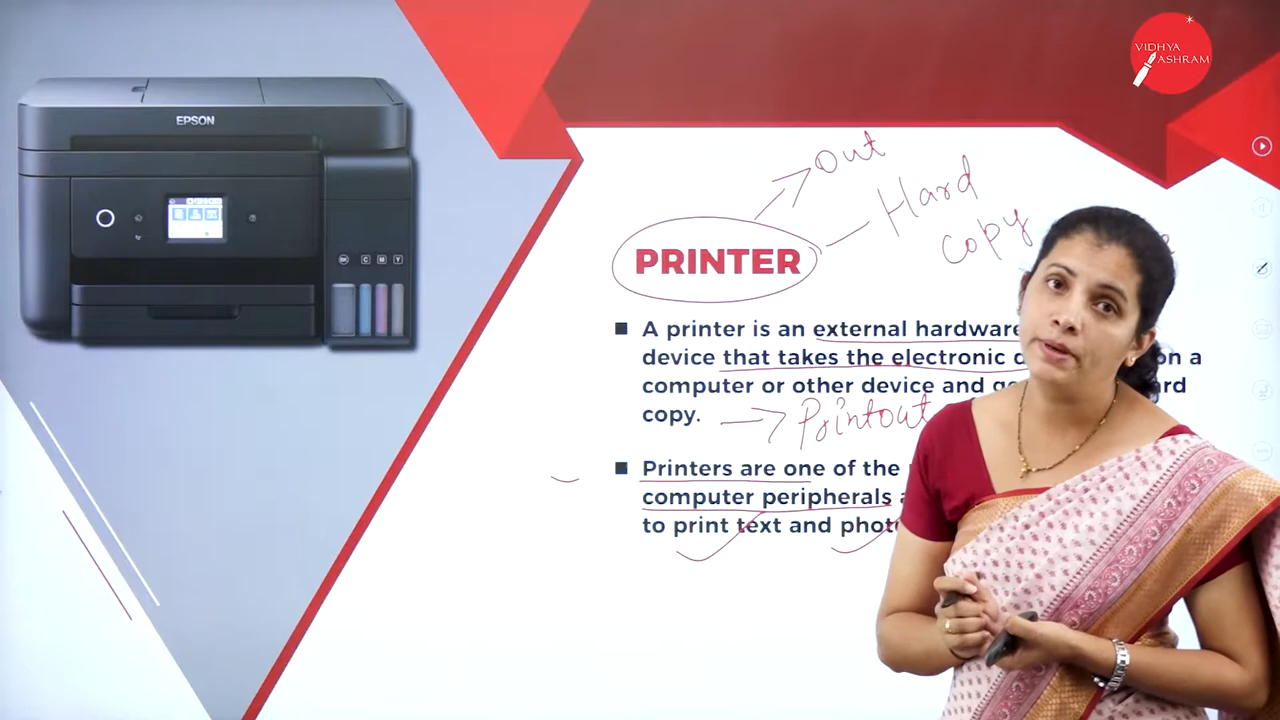 VIDHYA
ASHRAM
EPSON
BK C M Y
Out
Hard
copy
PRINTER
A printer is an external hardware
device that takes the electronic on a
computer or other device and
copy.
Printout
Printers are one of the
computer peripherals
to print text and